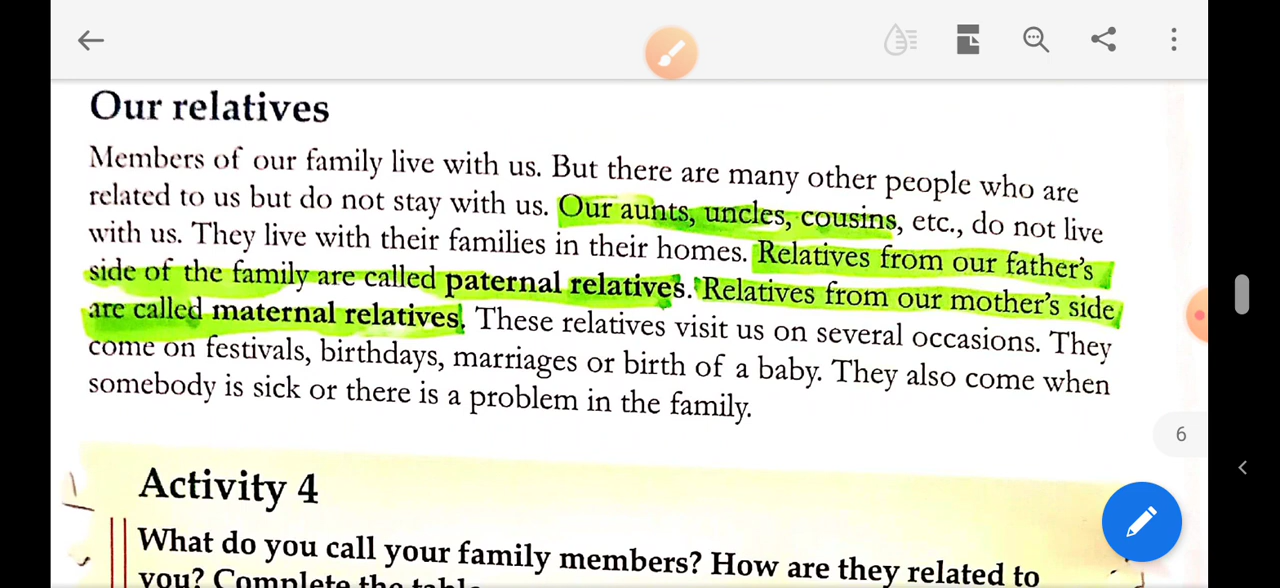 Our relatives
Members of our family live with us. But there are many other people who are
related to us but do not stay with us. Our aunts, uncles, cousins, etc., do not live
with us. They live with their families in their homes. Relatives from our father's
side of the family are called paternal relatives. Relatives from our mother's side
are called maternal relatives. These relatives visit us on several occasions. They
come on festivals, birthdays, marriages or birth of a baby. They also come when
somebody is sick or there is a problem in the family.
6
Activity 4
What do you call your family members? How are they related to
you? Complete the table